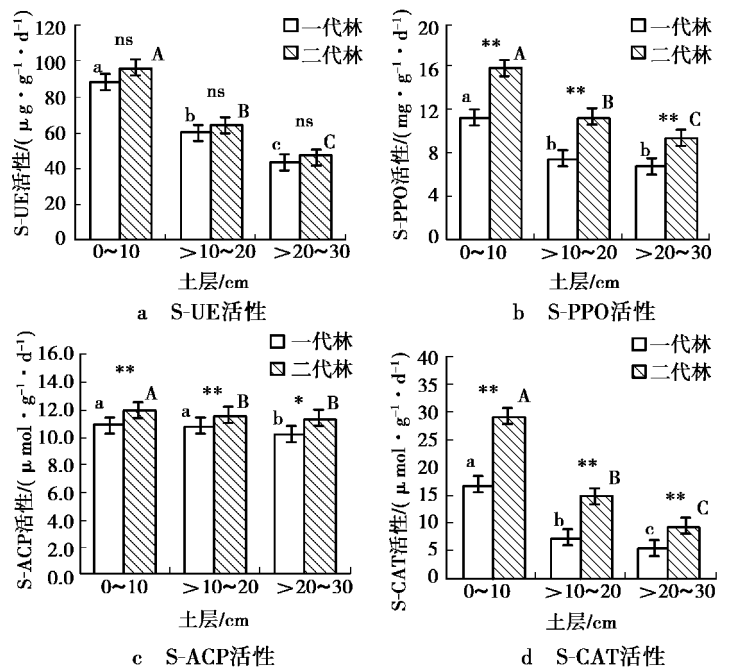 S-UE活性/( μg·g⁻¹·d⁻¹)
120
100
80
60
40
20
0
一代林
二代林
ns
a
A
ns
b
B
ns
c
C
0~10
>10~20
>20~30
土层/cm
a S-UE活性
S-PPO活性/(mg·g⁻¹·d⁻¹)
20
16
12
8
4
0
一代林
二代林
**
a
A
**
b
B
**
b
C
0~10
>10~20
>20~30
土层/cm
b S-PPO活性
S-ACP活性/( μmol·g⁻¹·d⁻¹)
16.0
14.0
12.0
10.0
8.0
6.0
4.0
2.0
0.0
一代林
二代林
**
a
A
**
a
B
*
b
B
0~10
>10~20
>20~30
土层/cm
c S-ACP活性
S-CAT活性/( μmol·g⁻¹·d⁻¹)
40
35
30
25
20
15
10
5
0
一代林
二代林
**
a
A
**
b
B
**
c
C
0~10
>10~20
>20~30
土层/cm
d S-CAT活性